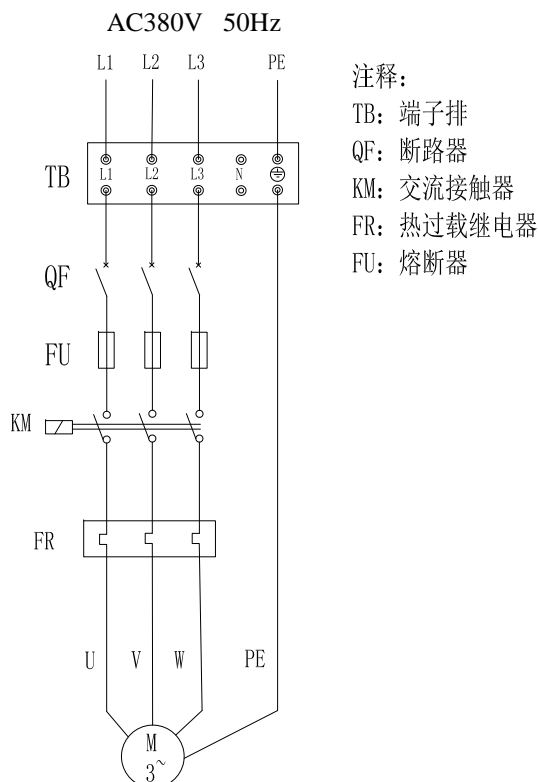 AC380V 50Hz
L1 L2 L3 PE
注释：
TB：端子排
QF：断路器
KM：交流接触器
FR：热过载继电器
FU：熔断器
TB
L1 L2 L3 N
QF
FU
KM
FR
U V W PE
M
3~